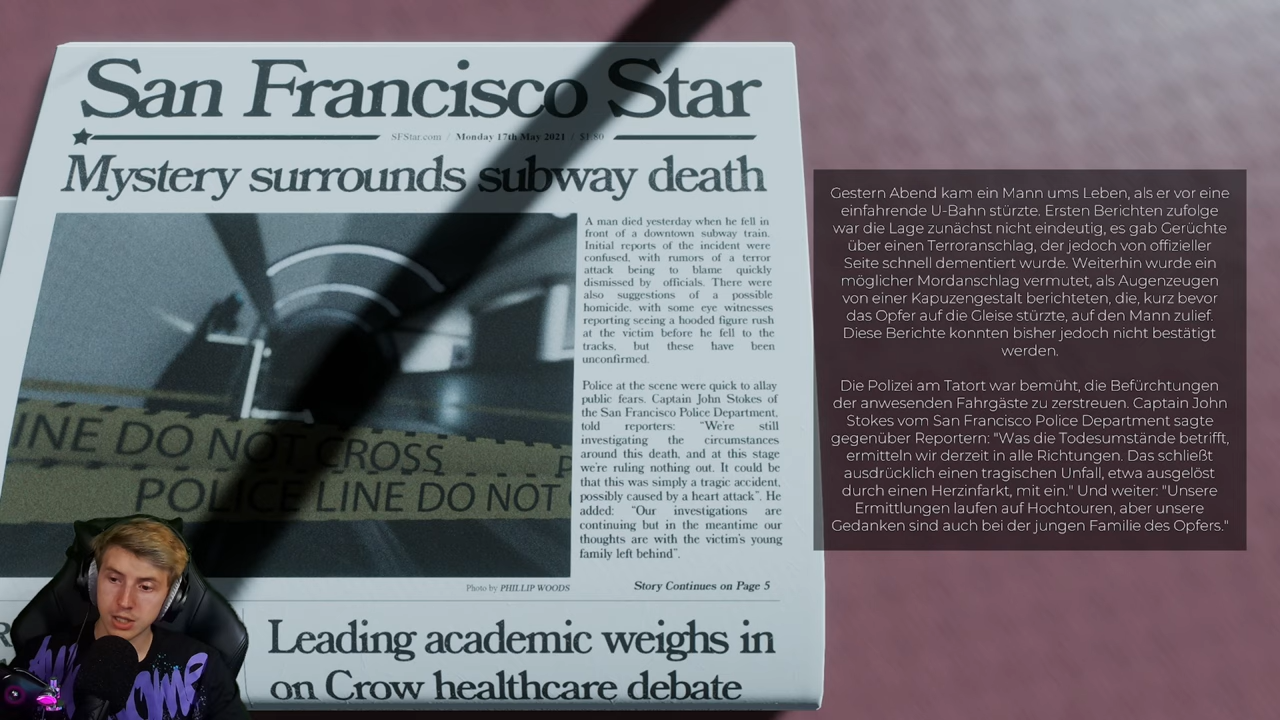 San Francisco Star
SFStar.com / Monday 17th May 2021 / $1.80
Mystery surrounds subway death
A man died yesterday when he fell in
front of a downtown subway train.
Initial reports of the incident were
confused, with rumors of a terror
attack being to blame quickly
dismissed by officials. There were
also suggestions of a possible
homicide, with some eye witnesses
reporting seeing a hooded figure rush
at the victim before he fell to the
tracks, but these have been
unconfirmed.
Police at the scene were quick to allay
public fears. Captain John Stokes of
the San Francisco Police Department,
told reporters: "We're still
investigating the circumstances
around this death, and at this stage
we're ruling nothing out. It could be
that this was simply a tragic accident,
possibly caused by a heart attack". He
added: "Our investigations are
continuing but in the meantime our
thoughts are with the victim's young
family left behind".
INE DO NOT CROSS
POLICE LINE DO NOT
Photo by PHILLIP WOODS
Story Continues on Page 5
Leading academic weighs in
on Crow healthcare debate
Gestern Abend kam ein Mann ums Leben, als er vor eine
einfahrende U-Bahn stürzte. Ersten Berichten zufolge
war die Lage zunächst nicht eindeutig, es gab Gerüchte
über einen Terroranschlag, der jedoch von offizieller
Seite schnell dementiert wurde. Weiterhin wurde ein
möglicher Mordanschlag vermutet, als Augenzeugen
von einer Kapuzengestalt berichteten, die, kurz bevor
das Opfer auf die Gleise stürzte, auf den Mann zulief.
Diese Berichte konnten bisher jedoch nicht bestätigt
werden.
Die Polizei am Tatort war bemüht, die Befürchtungen
der anwesenden Fahrgäste zu zerstreuen. Captain John
Stokes vom San Francisco Police Department sagte
gegenüber Reportern: "Was die Todesumstände betrifft,
ermitteln wir derzeit in alle Richtungen. Das schließt
ausdrücklich einen tragischen Unfall, etwa ausgelöst
durch einen Herzinfarkt, mit ein." Und weiter: "Unsere
Ermittlungen laufen auf Hochtouren, aber unsere
Gedanken sind auch bei der jungen Familie des Opfers."